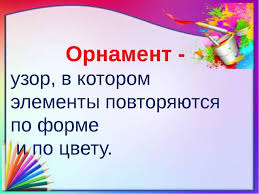 Орнамент -
узор, в котором
элементы повторяются
по форме
и по цвету.